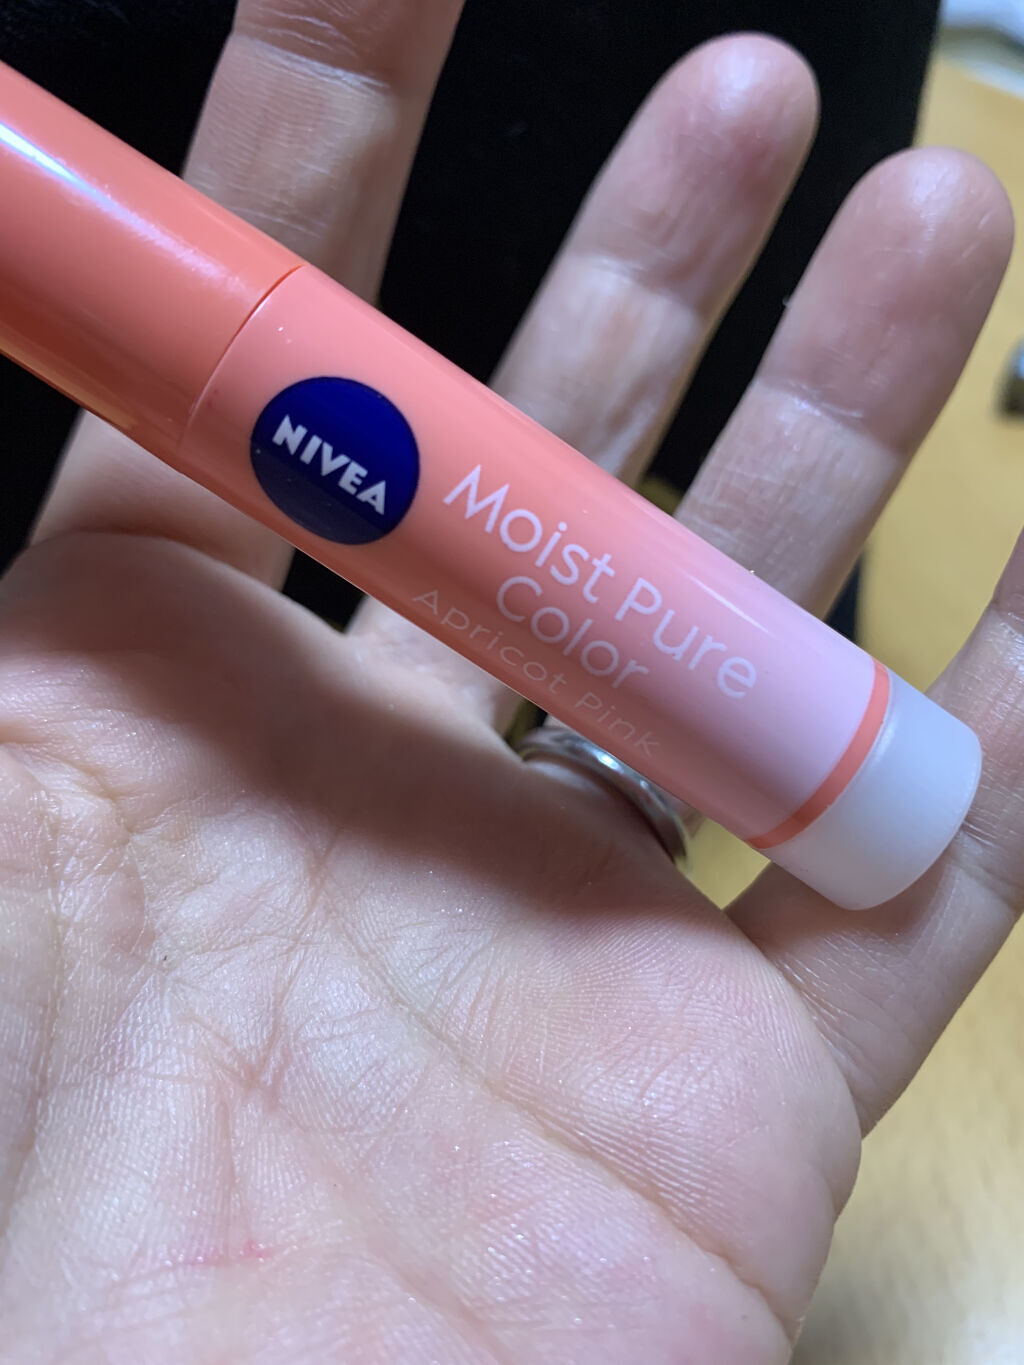 NIVEA
Moist Pure
Color
Apricot Pink